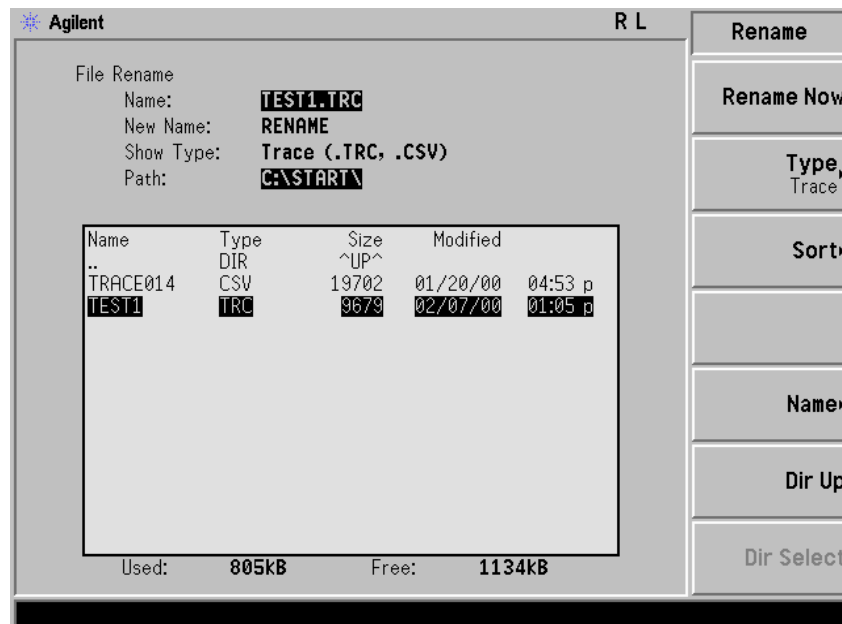 Agilent R L
File Rename
Name: TEST1.TRC
New Name: RENAME
Show Type: Trace (.TRC, .CSV)
Path: C:\START\
Name Type Size Modified
.. DIR ^UP^
TRACE014 CSV 19702 01/20/00 04:53 p
TEST1 TRC 9679 02/07/00 01:05 p
Used: 805kB Free: 1134kB
Rename
Rename Now
Type
Trace
Sort
Name
Dir Up
Dir Select